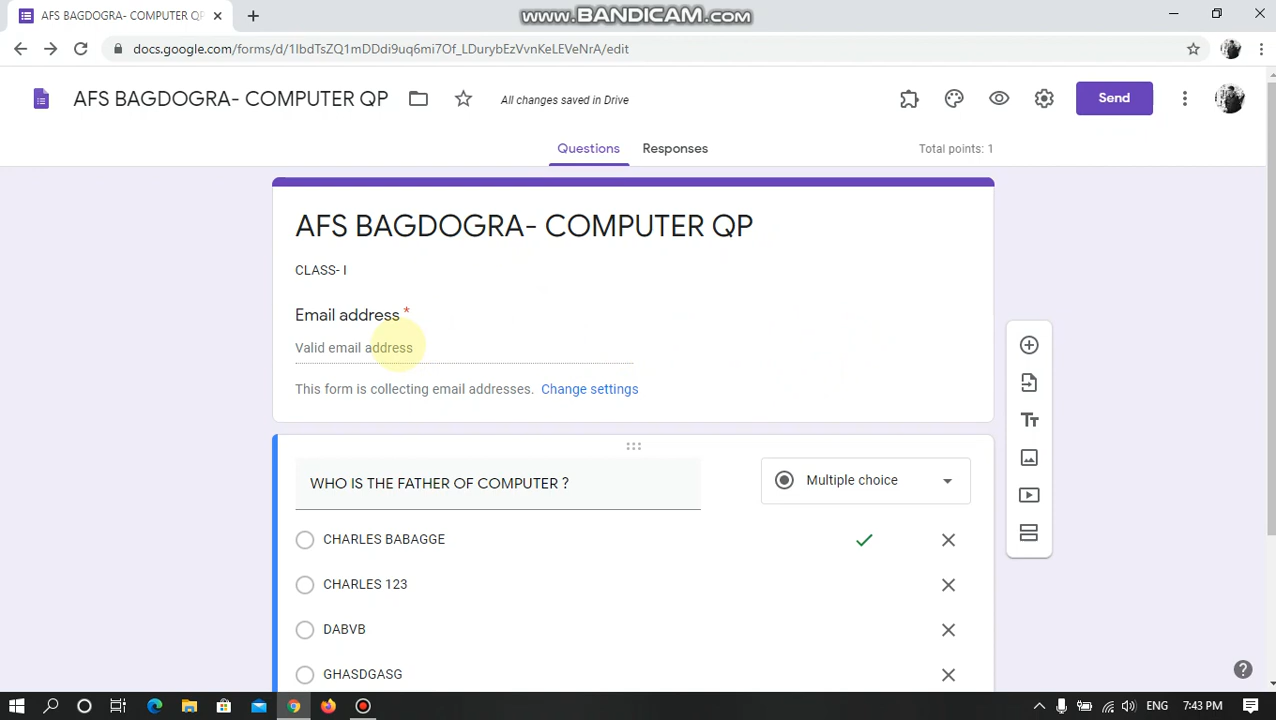 AFS BAGDOGRA- COMPUTER QP
www.BANDICAM.com
docs.google.com/forms/d/1lbdTsZQ1mDDdi9uq6mi7Of_LDurybEzVvnKeLEVeNrA/edit
AFS BAGDOGRA- COMPUTER QP
All changes saved in Drive
Send
Questions
Responses
Total points: 1
AFS BAGDOGRA- COMPUTER QP
CLASS- I
Email address *
Valid email address
This form is collecting email addresses. Change settings
WHO IS THE FATHER OF COMPUTER ?
Multiple choice
CHARLES BABAGGE
CHARLES 123
DABVB
GHASDGASG
ENG
7:43 PM